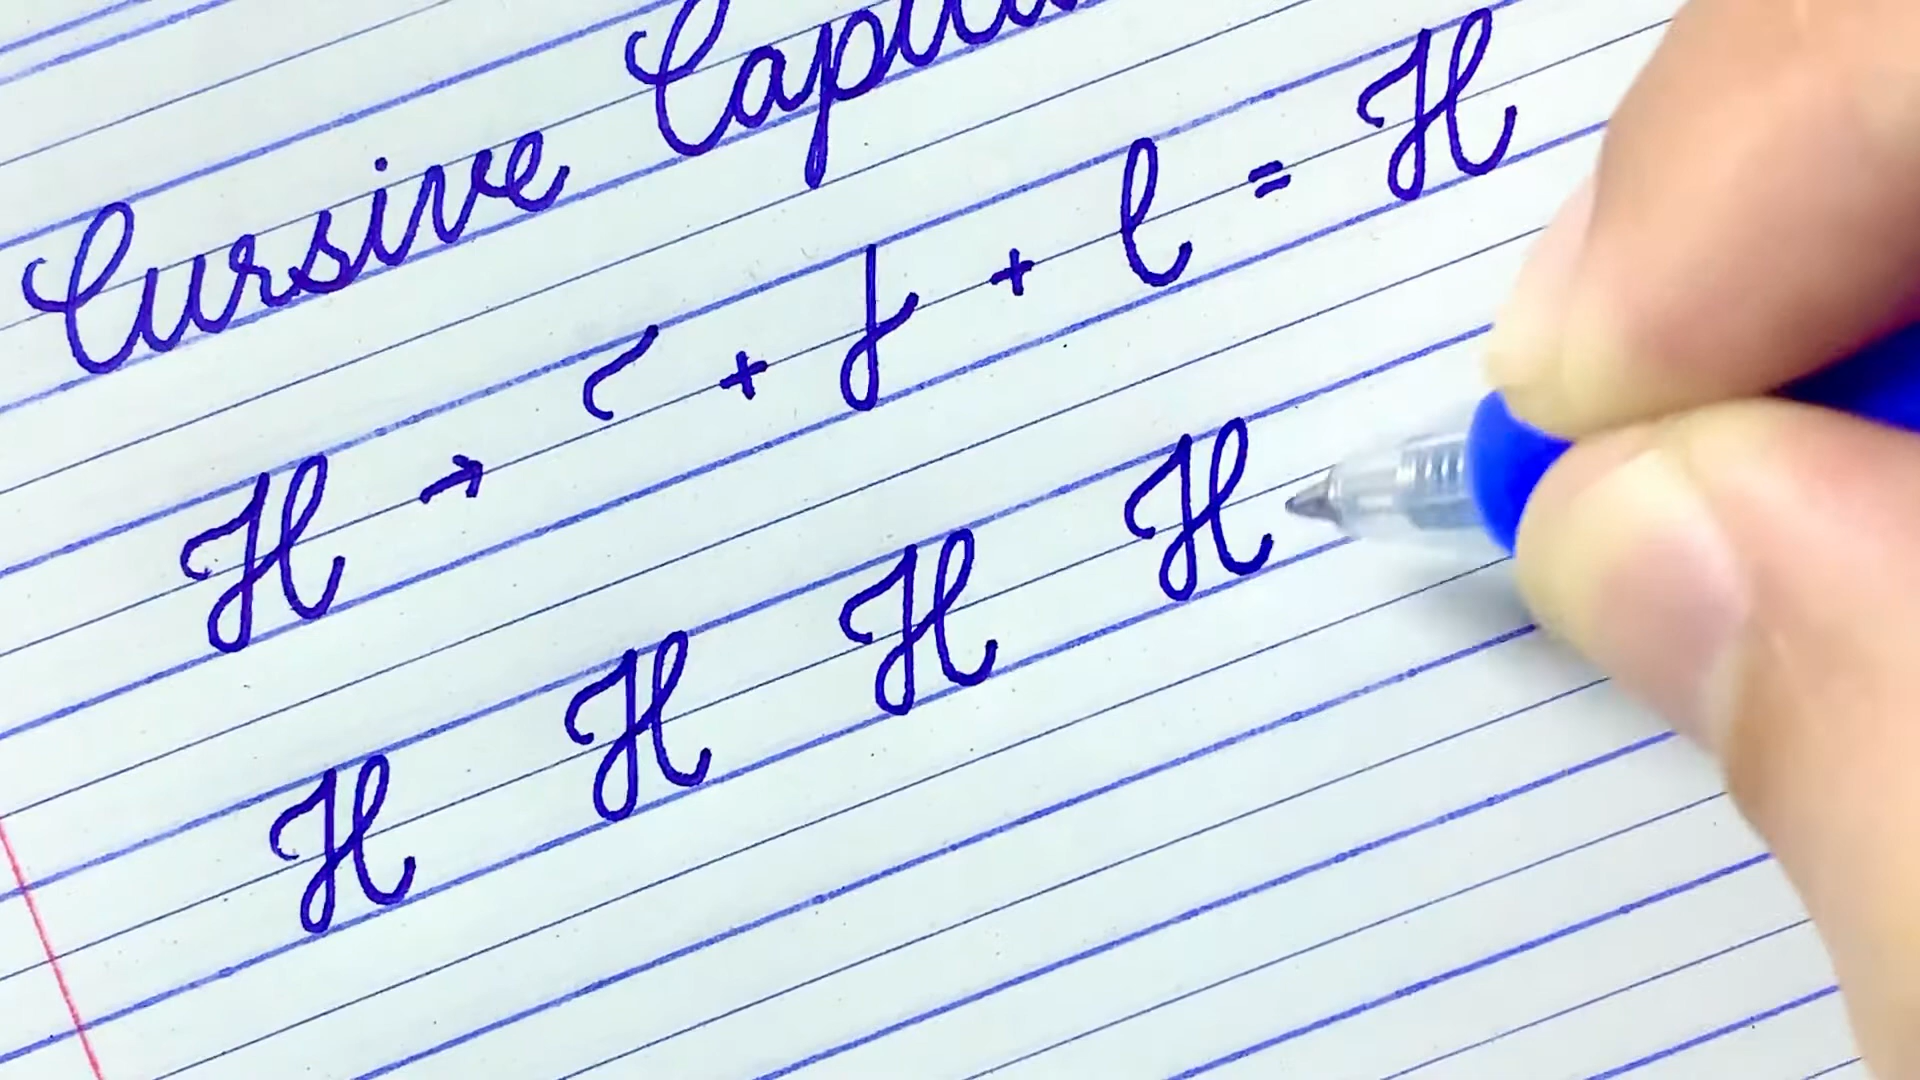 Cursive
H → + + l = H
H H H H